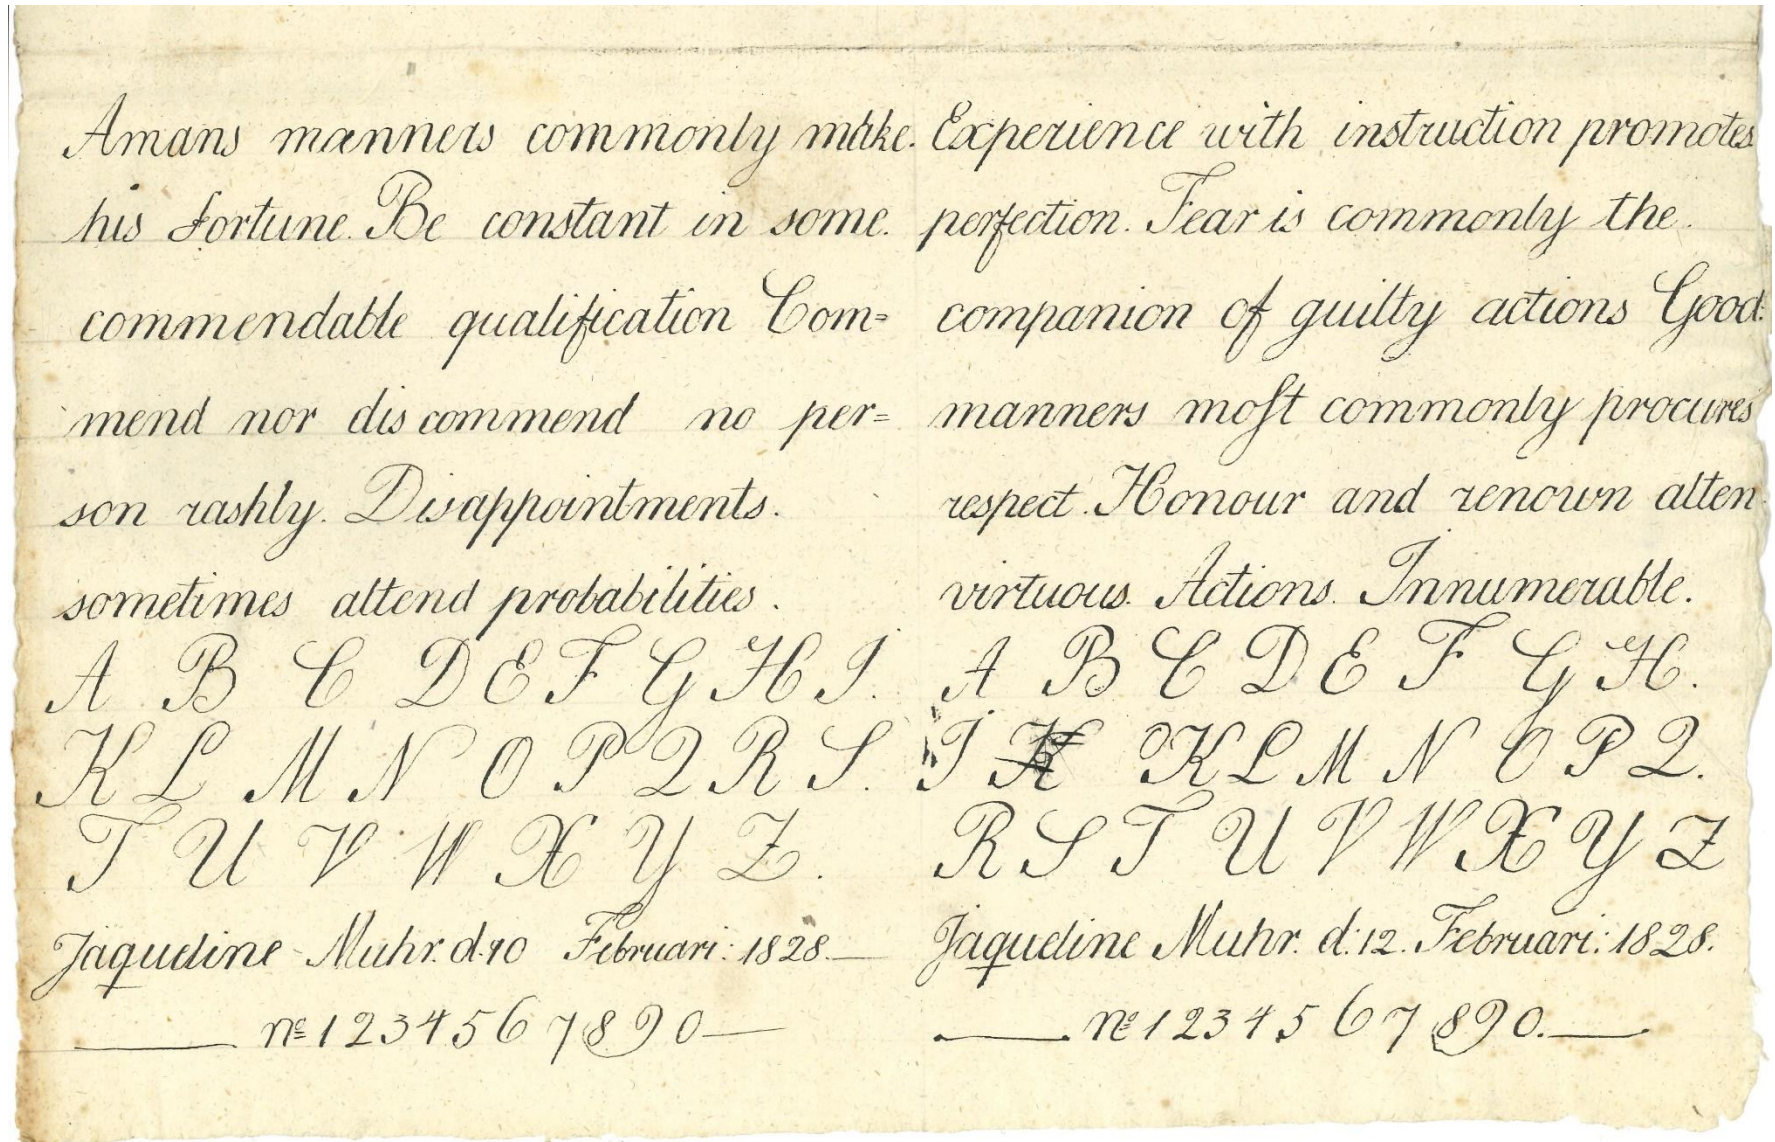 Amans manners commonly make.
his fortune. Be constant in some.
commendable qualification Com=
mend nor dis commend no per=
son rashly. Disappointments.
sometimes attend probabilities.
A B C D E F G H I.
K L M N O P Q R S.
T U V W X Y Z.
Jaqueline Muhr. d.10 Februari: 1828.—
— nº 1 2 3 4 5 6 7 8 9 0 —
Experience with instruction promotes.
perfection. Fear is commonly the.
companion of guilty actions Good.
manners moſt commonly procures
respect. Honour and renown atten
virtuous. Actions. Innumerable.
A B C D E F G H.
I K K L M N O P Q.
R S T U V W X Y Z
Jaqueline Muhr. d:12. Februari: 1828.
— nº 1 2 3 4 5 6 7 8 9 0. —